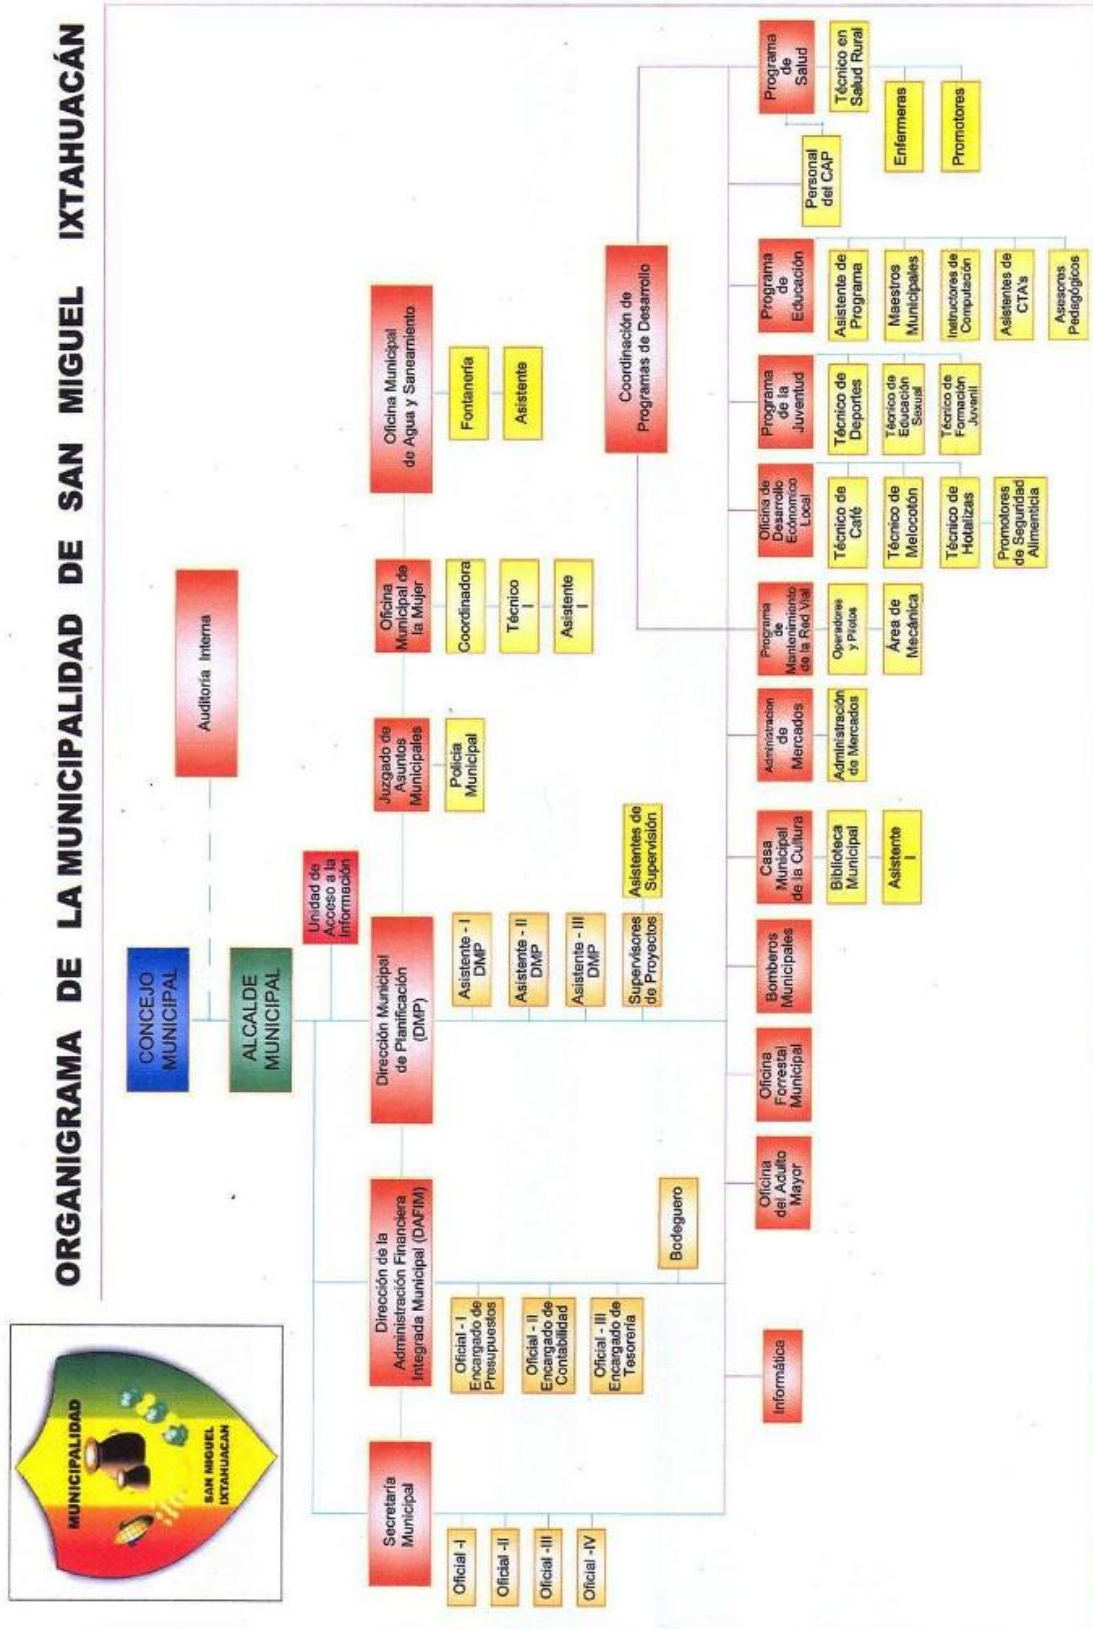 ORGANIGRAMA DE LA MUNICIPALIDAD DE SAN MIGUEL IXTAHUACÁN
MUNICIPALIDAD
SAN MIGUEL
IXTAHUACAN
CONCEJO
MUNICIPAL
Auditoría Interna
ALCALDE
MUNICIPAL
Unidad de
Acceso a la
Información
Secretaría
Municipal
Oficial -I
Oficial -II
Oficial -III
Oficial -IV
Dirección de la
Administración Financiera
Integrada Municipal (DAFIM)
Oficial - I
Encargado de
Presupuestos
Oficial - II
Encargado de
Contabilidad
Oficial - III
Encargado de
Tesorería
Bodeguero
Dirección Municipal
de Planificación
(DMP)
Asistente - I
DMP
Asistente - II
DMP
Asistente - III
DMP
Supervisores
de Proyectos
Asistentes de
Supervisión
Juzgado de
Asuntos
Municipales
Policia
Municipal
Oficina
Municipal de
la Mujer
Coordinadora
Técnico
I
Asistente
I
Oficina Municipal
de Agua y Saneamiento
Fontanería
Asistente
Coordinación de
Programas de Desarrollo
Informática
Oficina
del Adulto
Mayor
Oficina
Forrestal
Municipal
Bomberos
Municipales
Casa
Municipal
de la Cultura
Biblioteca
Municipal
Asistente
I
Administracion
de
Mercados
Administración
de Mercados
Programa
de
Mantenimiento
de la Red Vial
Operadores
y Pilotos
Área de
Mecánica
Oficina de
Desarrollo
Ecónomico
Local
Técnico de
Café
Técnico de
Melocotón
Técnico de
Hotalizas
Promotores
de Seguridad
Alimenticia
Programa
de la
Juventud
Técnico de
Deportes
Técnico de
Educación
Sexual
Técnico de
Formación
Juvenil
Programa
de
Educación
Asistente de
Programa
Maestros
Municipales
Instructores de
Computación
Asistentes de
CTA's
Asesores
Pedagógicos
Personal
del CAP
Programa
de
Salud
Técnico en
Salud Rural
Enfermeras
Promotores